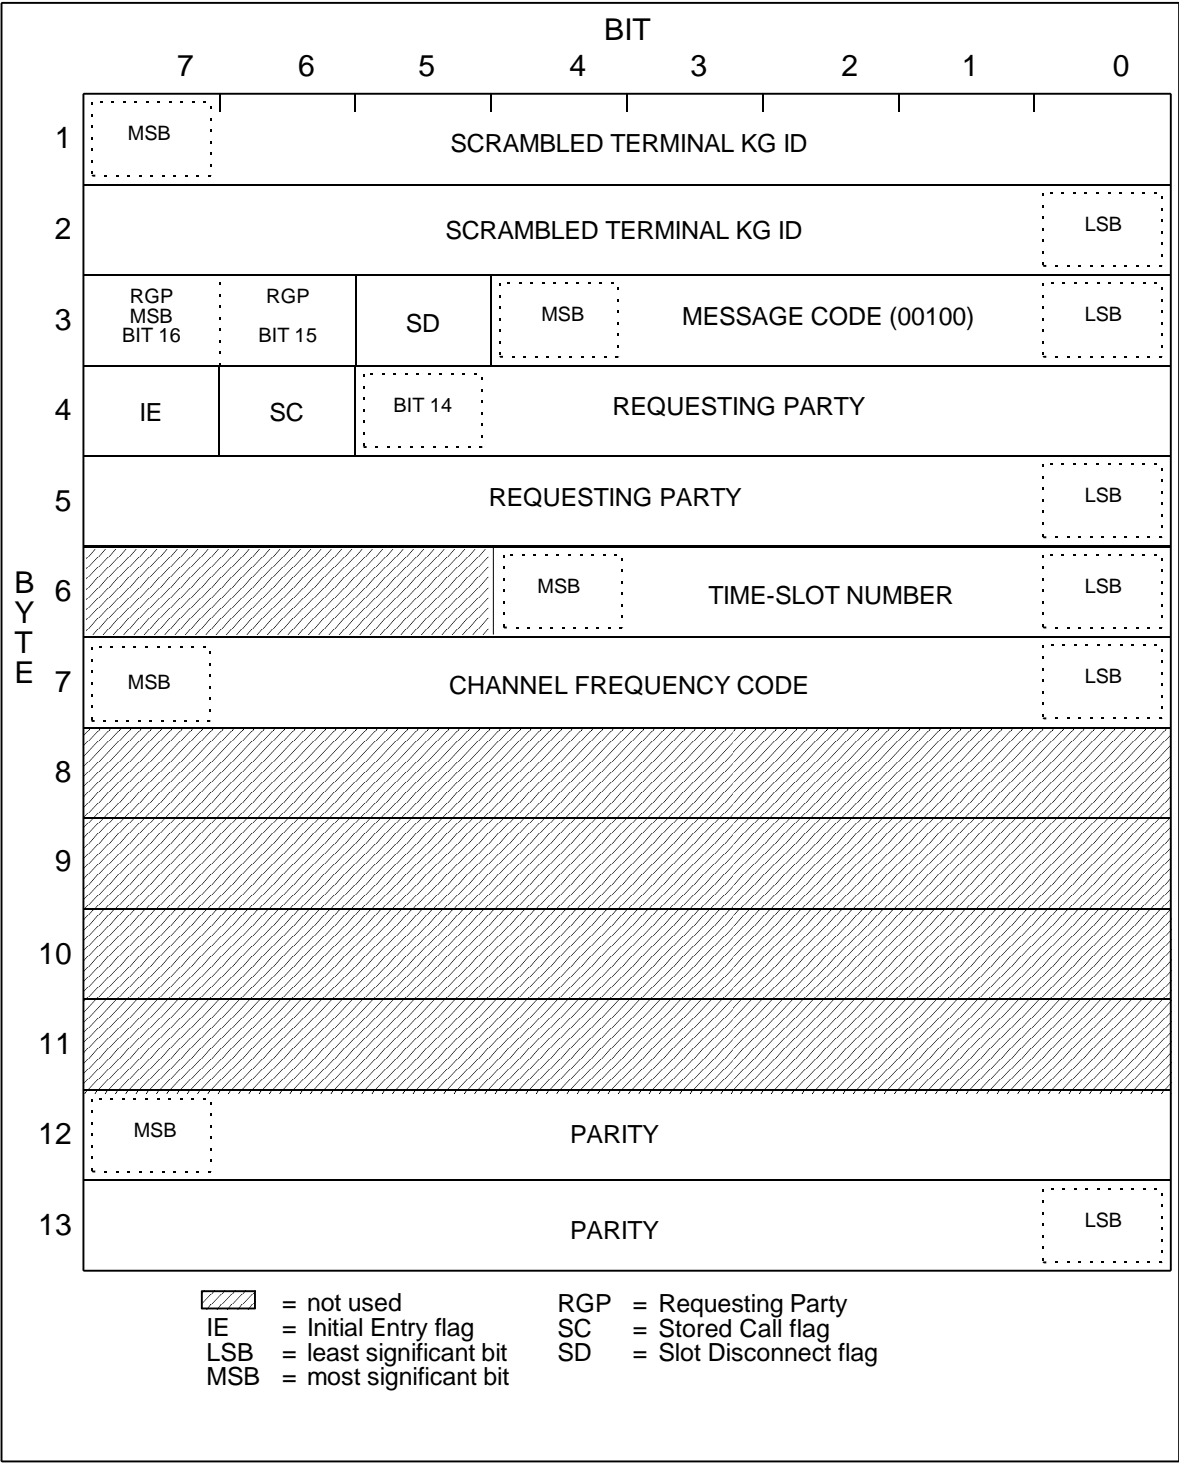 BIT
7 6 5 4 3 2 1 0
BYTE
1 MSB SCRAMBLED TERMINAL KG ID
2 SCRAMBLED TERMINAL KG ID LSB
3 RGP MSB BIT 16 RGP BIT 15 SD MSB MESSAGE CODE (00100) LSB
4 IE SC BIT 14 REQUESTING PARTY
5 REQUESTING PARTY LSB
6 MSB TIME-SLOT NUMBER LSB
7 MSB CHANNEL FREQUENCY CODE LSB
8
9
10
11
12 MSB PARITY
13 PARITY LSB
= not used RGP = Requesting Party
IE = Initial Entry flag SC = Stored Call flag
LSB = least significant bit SD = Slot Disconnect flag
MSB = most significant bit